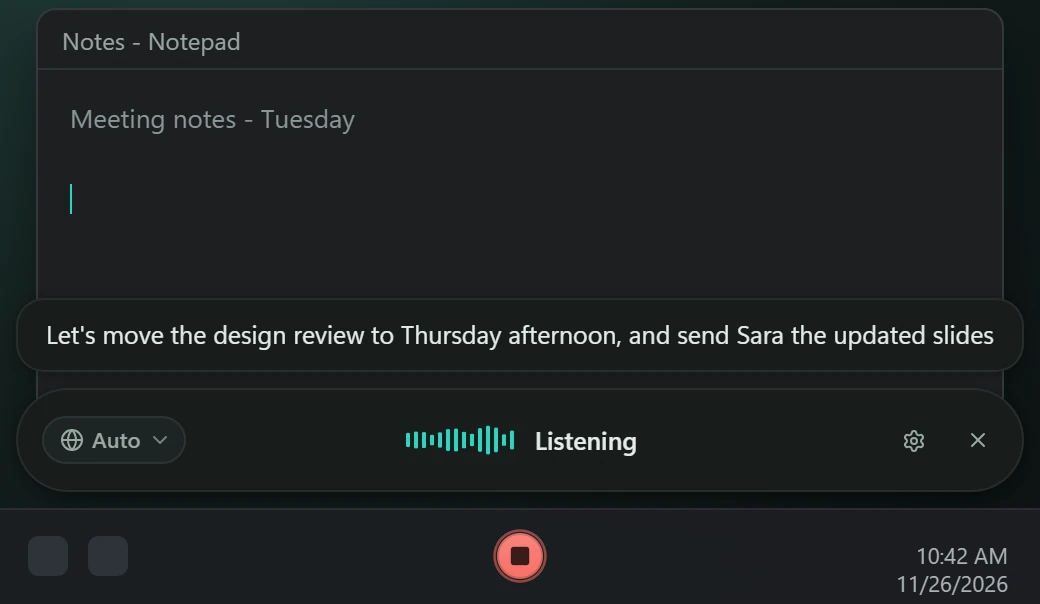 Notes - Notepad
Meeting notes - Tuesday
Let's move the design review to Thursday afternoon, and send Sara the updated slides
Auto
Listening
10:42 AM
11/26/2026